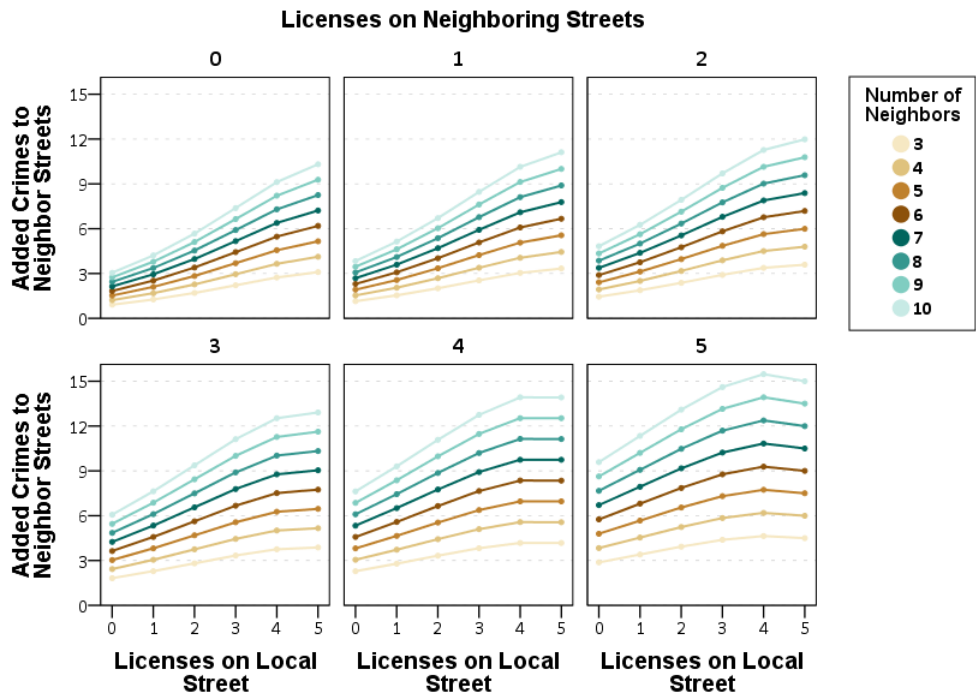 Licenses on Neighboring Streets
0 1 2
Added Crimes to
Neighbor Streets
15
12
9
6
3
0
Number of
Neighbors
3
4
5
6
7
8
9
10
3 4 5
Added Crimes to
Neighbor Streets
15
12
9
6
3
0
0 1 2 3 4 5 0 1 2 3 4 5 0 1 2 3 4 5
Licenses on Local
Street
Licenses on Local
Street
Licenses on Local
Street